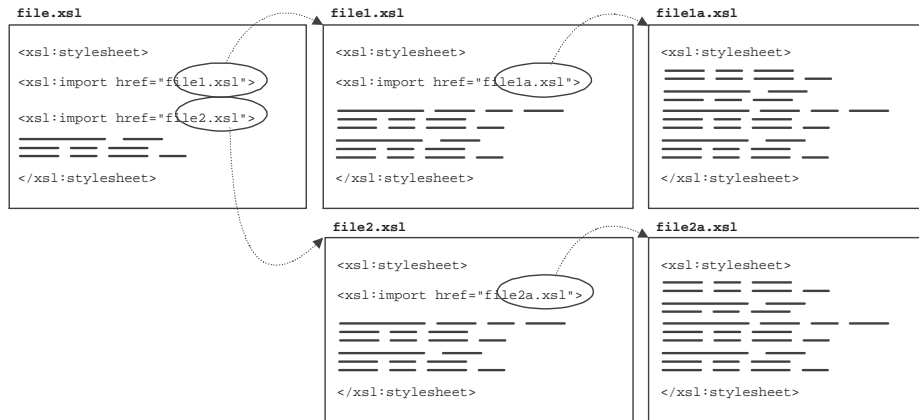 file.xsl
<xsl:stylesheet>
<xsl:import href="file1.xsl">
<xsl:import href="file2.xsl">
</xsl:stylesheet>
file1.xsl
<xsl:stylesheet>
<xsl:import href="file1a.xsl">
</xsl:stylesheet>
file1a.xsl
<xsl:stylesheet>
</xsl:stylesheet>
file2.xsl
<xsl:stylesheet>
<xsl:import href="file2a.xsl">
</xsl:stylesheet>
file2a.xsl
<xsl:stylesheet>
</xsl:stylesheet>